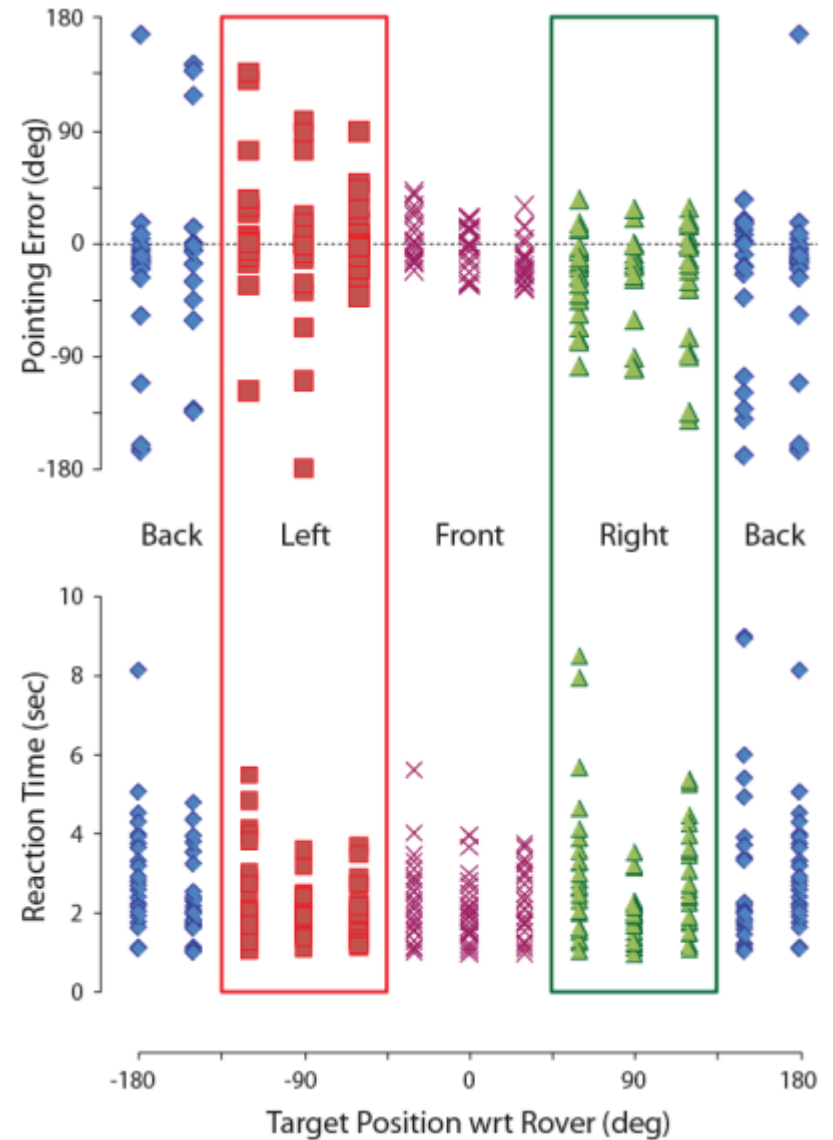 180
90
0
-90
-180
Pointing Error (deg)
Back Left Front Right Back
10
8
6
4
2
0
Reaction Time (sec)
-180 -90 0 90 180
Target Position wrt Rover (deg)